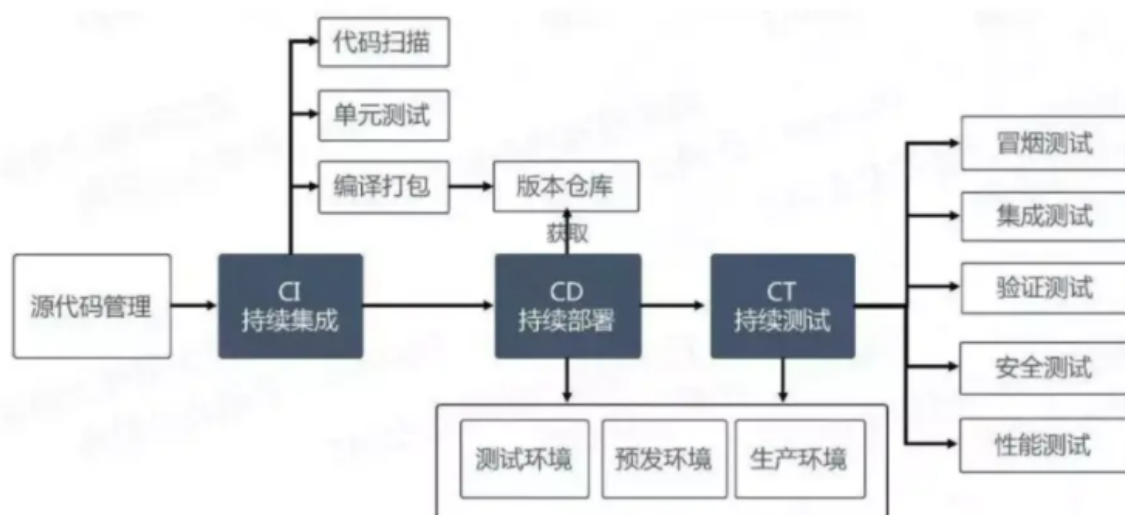 代码扫描
单元测试
编译打包
版本仓库
获取
源代码管理
CI
持续集成
CD
持续部署
CT
持续测试
冒烟测试
集成测试
验证测试
安全测试
性能测试
测试环境
预发环境
生产环境